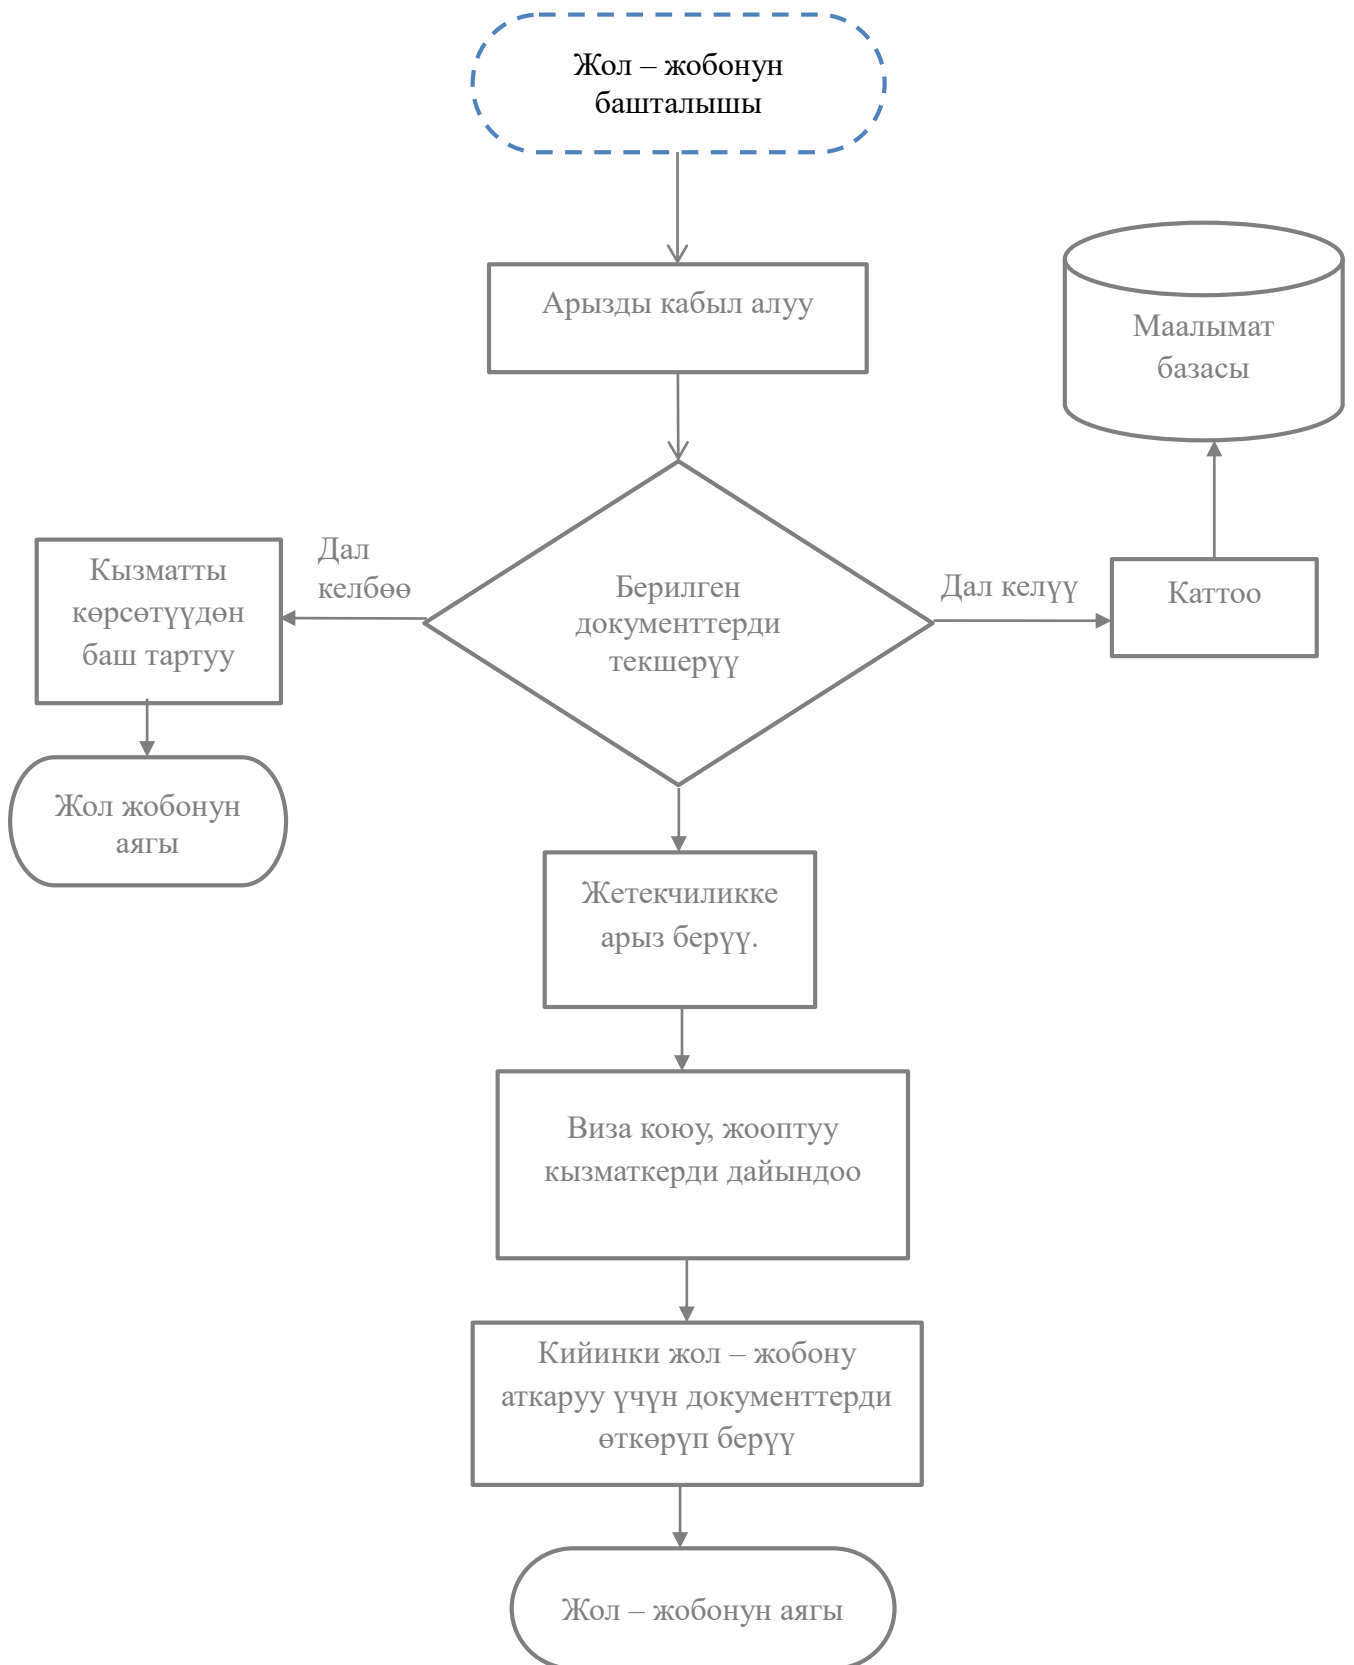 Жол – жобонун
башталышы
Арызды кабыл алуу
Маалымат
базасы
Кызматты
көрсөтүүдөн
баш тартуу
Дал
келбөө
Берилген
документтерди
текшерүү
Дал келүү
Каттоо
Жол жобонун
аягы
Жетекчиликке
арыз берүү.
Виза коюу, жооптуу
кызматкерди дайындоо
Кийинки жол – жобону
аткаруу үчүн документтерди
өткөрүп берүү
Жол – жобонун аягы